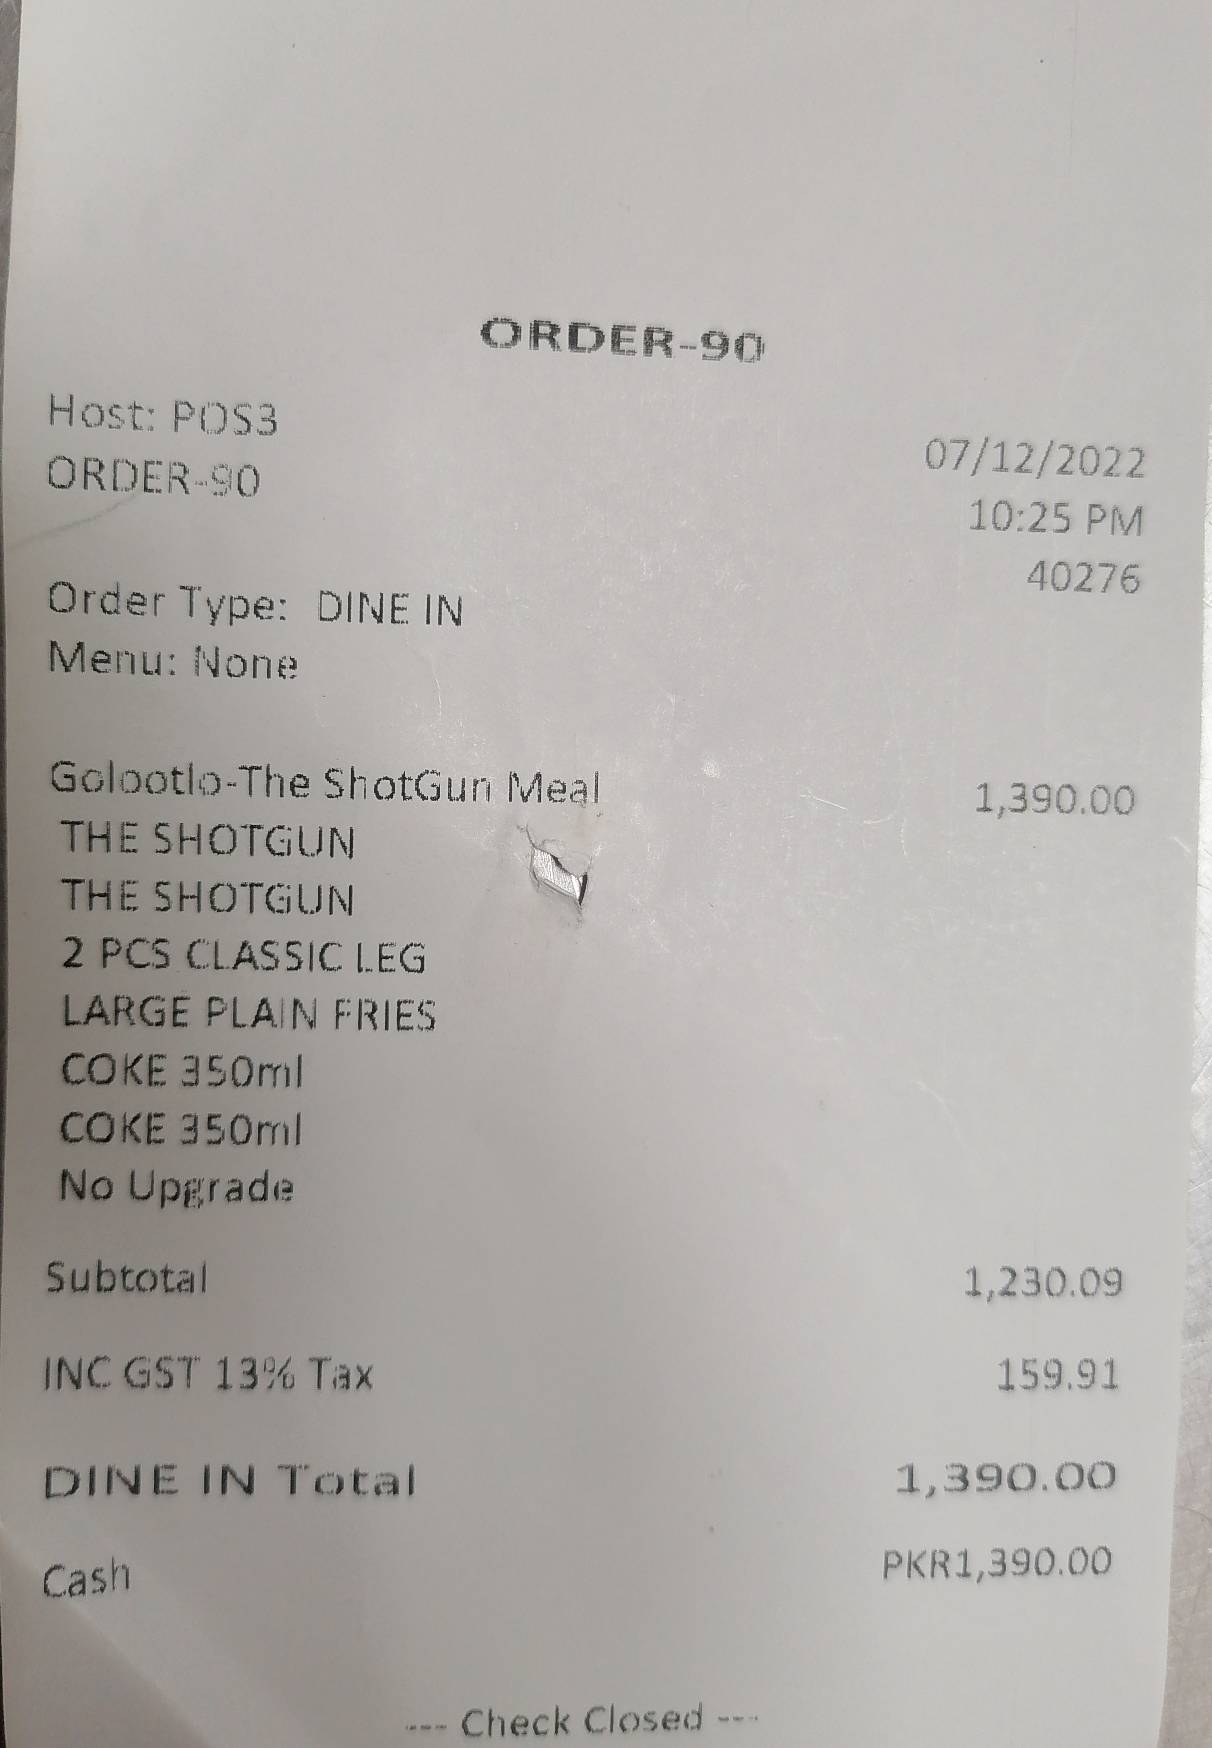 ORDER-90
Host: POS3
07/12/2022
ORDER-90
10:25 PM
40276
Order Type: DINE IN
Menu: None
Golootlo-The ShotGun Meal 1,390.00
THE SHOTGUN
THE SHOTGUN
2 PCS CLASSIC LEG
LARGE PLAIN FRIES
COKE 350ml
COKE 350ml
No Upgrade
Subtotal 1,230.09
INC GST 13% Tax 159.91
DINE IN Total 1,390.00
Cash PKR1,390.00
--- Check Closed ---